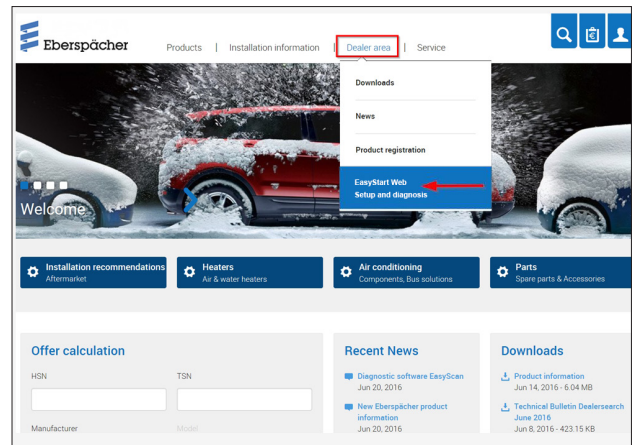 Eberspächer
Products | Installation information | Dealer area | Service
Downloads
News
Product registration
EasyStart Web
Setup and diagnosis
Welcome
Installation recommendations
Aftermarket
Heaters
Air & water heaters
Air conditioning
Components, Bus solutions
Parts
Spare parts & Accessories
Offer calculation
HSN
TSN
Manufacturer
Model
Recent News
Diagnostic software EasyScan
Jun 20, 2016
New Eberspächer product
information
Jun 20, 2016
Downloads
Product information
Jun 14, 2016 - 6.04 MB
Technical Bulletin Dealersearch
June 2016
Jun 8, 2016 - 423.15 KB